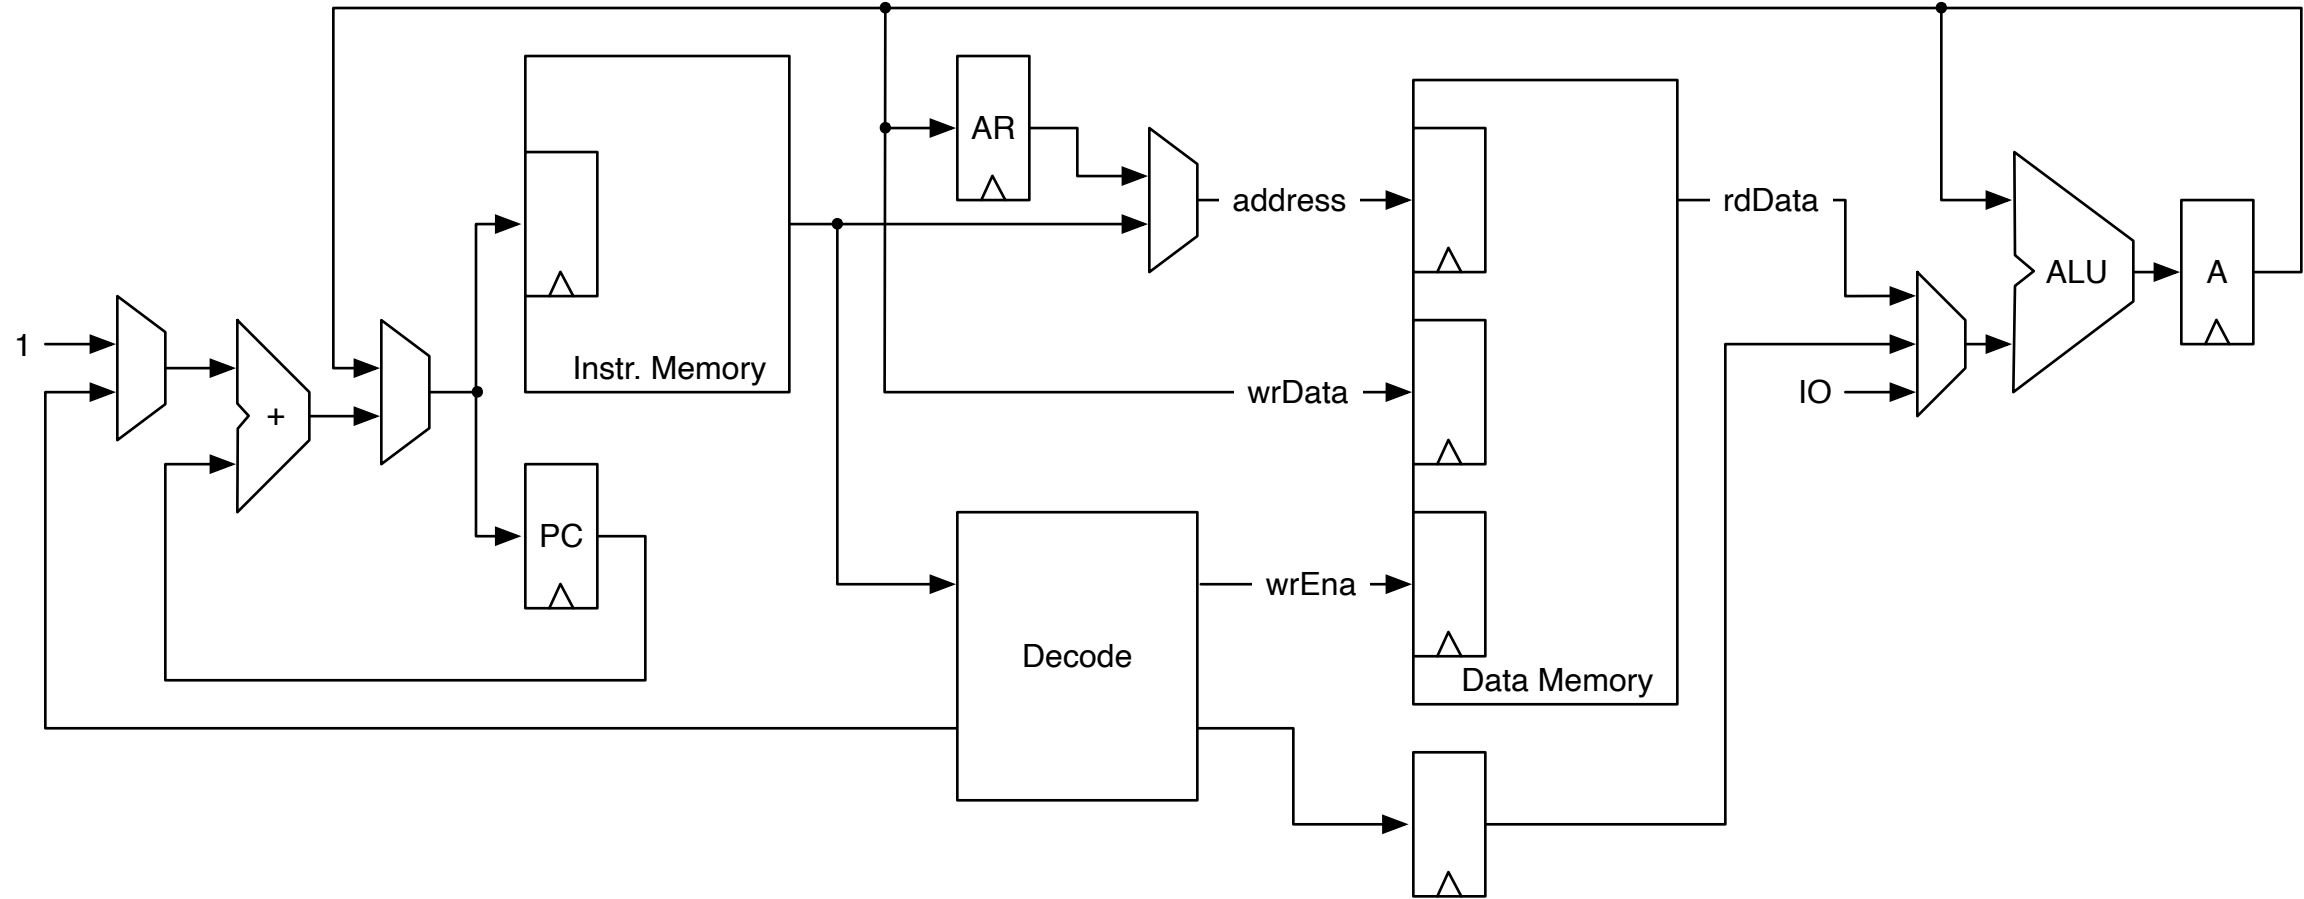 AR
address
rdData
ALU
A
1
Instr. Memory
wrData
IO
+
PC
wrEna
Decode
Data Memory